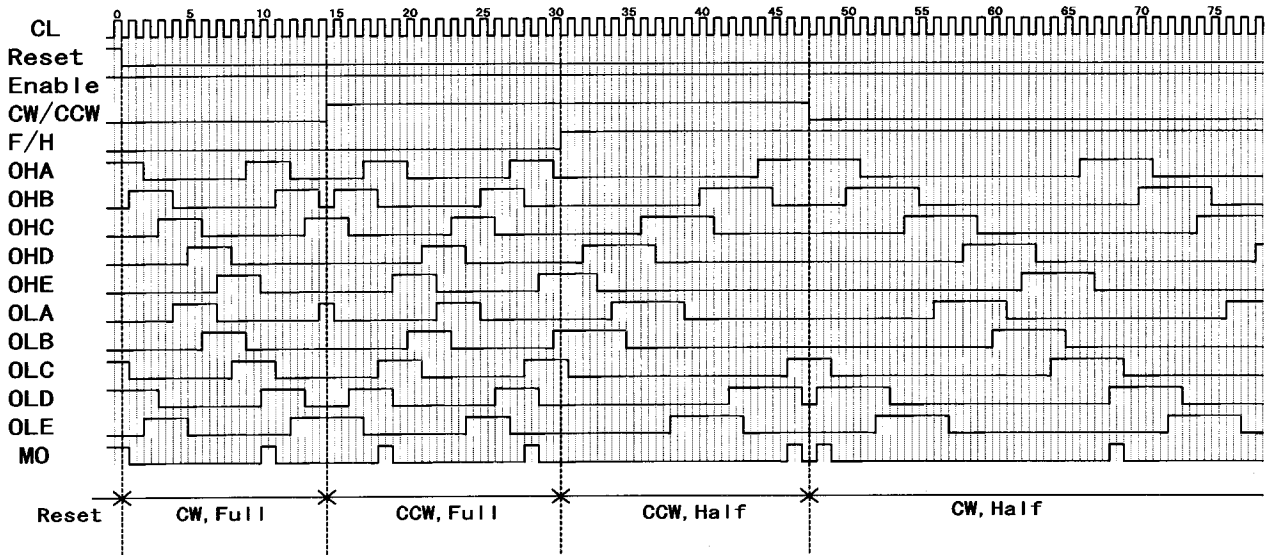 0 5 10 15 20 25 30 35 40 45 50 55 60 65 70 75
CL
Reset
Enable
CW/CCW
F/H
OHA
OHB
OHC
OHD
OHE
OLA
OLB
OLC
OLD
OLE
MO
Reset CW, Full CCW, Full CCW, Half CW, Half